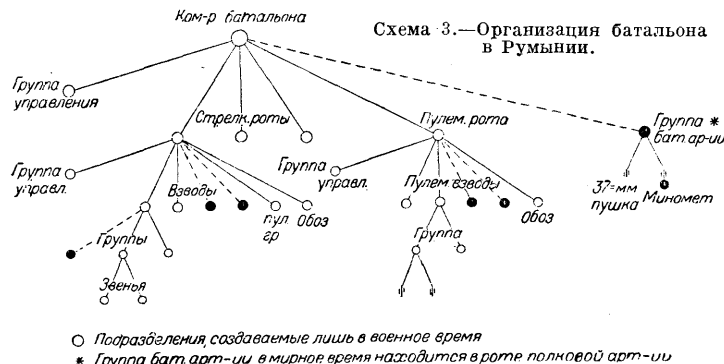 Ком-р батальона
Схема 3.—Организация батальона
в Румынии.
Группа
управления
Стрелк. роты
Пулем. рота
Группа *
бат. ар-ии
Группа
управл.
Взводы
пул
гр
Обоз
Группа
управл.
Пулем. взводы
Обоз
37=мм
пушка
Миномет
Группы
Группа
Звенья
Подразделения, создаваемые лишь в военное время
* Группа бат. арт-ии в мирное время находится в роте полковой арт-ии